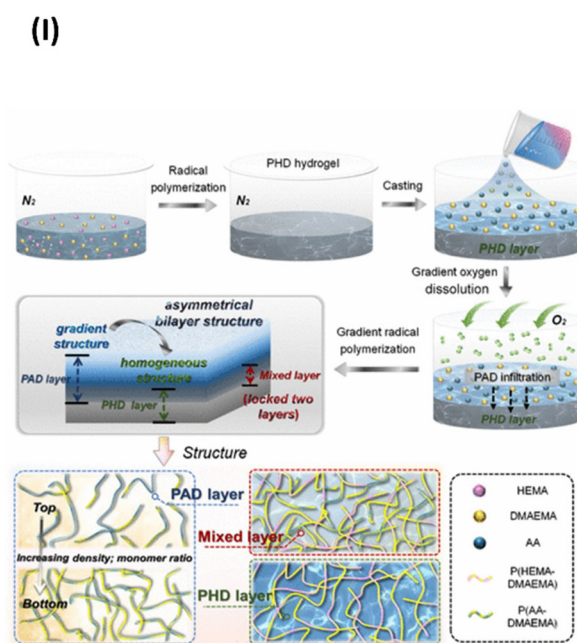 (I)
N₂
Radical
polymerization
PHD hydrogel
N₂
Casting
PHD layer
Gradient oxygen
dissolution
O₂
PAD infiltration
PHD layer
Gradient radical
polymerization
asymmetrical
bilayer structure
gradient
structure
homogeneous
structure
PAD layer
PHD layer
Mixed layer
(locked two
layers)
Structure
Top
Increasing density; monomer ratio
Bottom
PAD layer
Mixed layer
PHD layer
HEMA
DMAEMA
AA
P(HEMA-
DMAEMA)
P(AA-
DMAEMA)